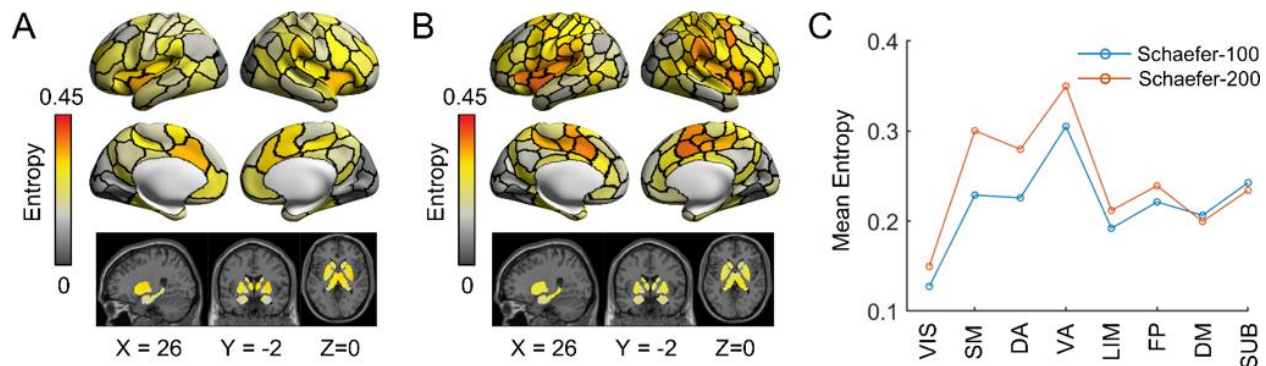 A
B
C
0.45
Entropy
0
X = 26
Y = -2
Z=0
0.45
Entropy
0
X = 26
Y = -2
Z=0
0.4
0.3
0.2
0.1
Mean Entropy
Schaefer-100
Schaefer-200
VIS
SM
DA
VA
LIM
FP
DM
SUB